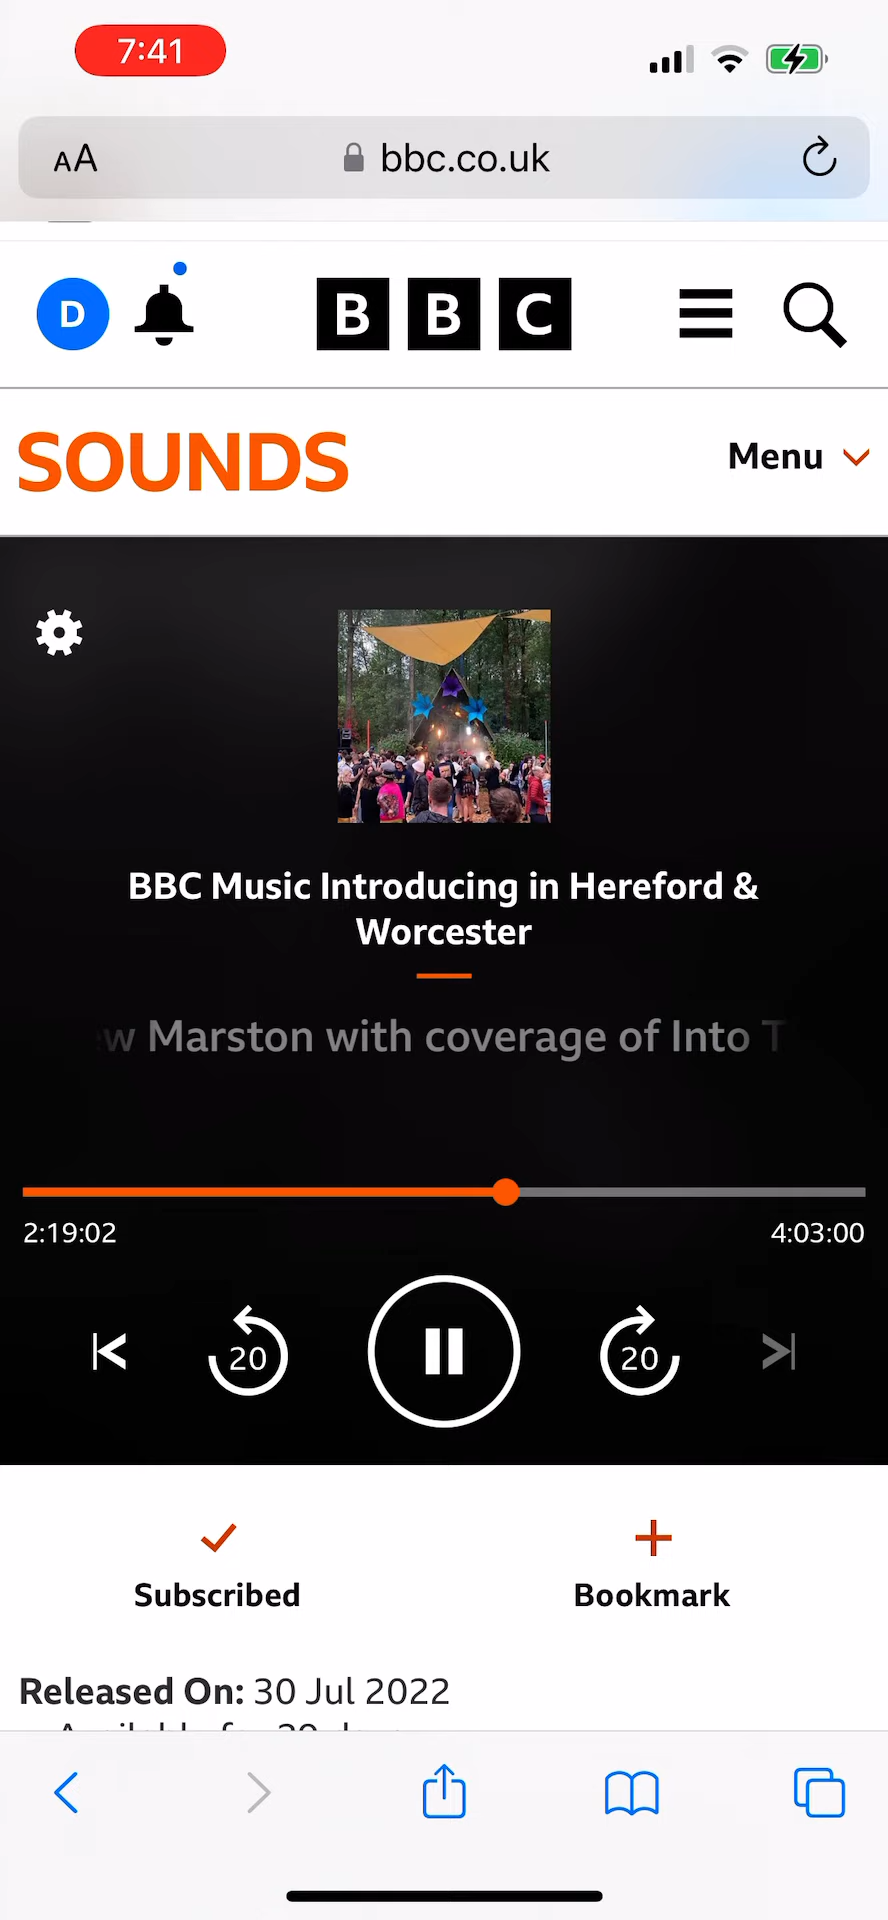 7:41
AA bbc.co.uk
D BBC
SOUNDS Menu
BBC Music Introducing in Hereford &
Worcester
Marston with coverage of Into
2:19:02 4:03:00
20 20
Subscribed Bookmark
Released On: 30 Jul 2022